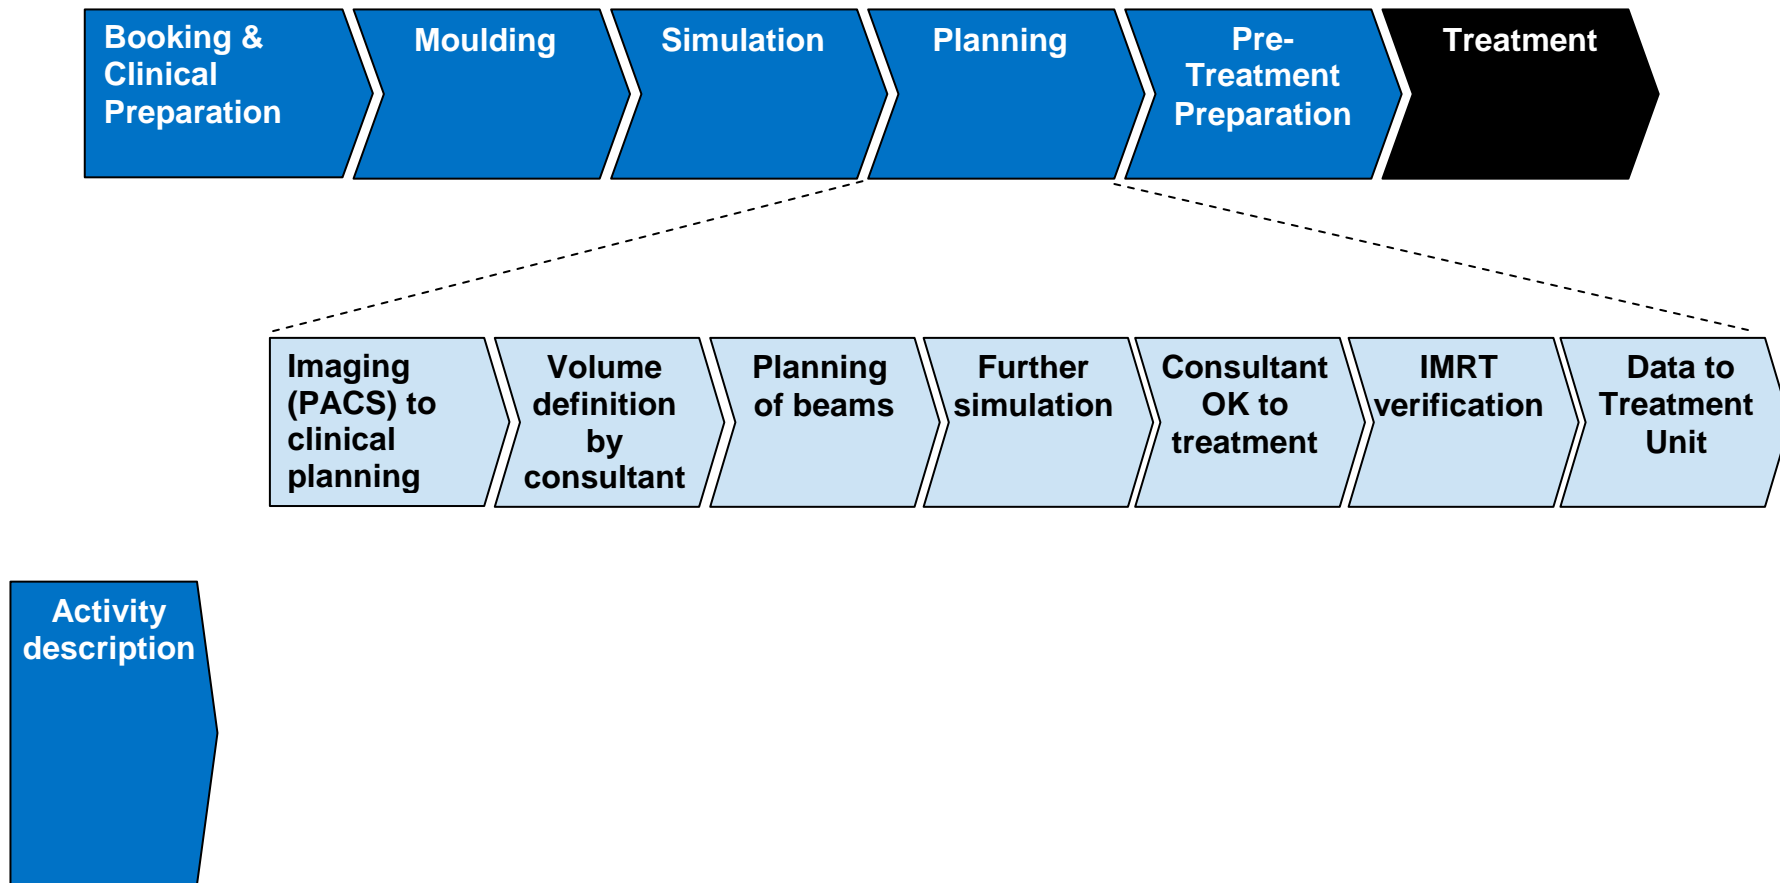 Booking &
Clinical
Preparation
Moulding
Simulation
Planning
Pre-
Treatment
Preparation
Treatment
Imaging
(PACS) to
clinical
planning
Volume
definition
by
consultant
Planning
of beams
Further
simulation
Consultant
OK to
treatment
IMRT
verification
Data to
Treatment
Unit
Activity
description